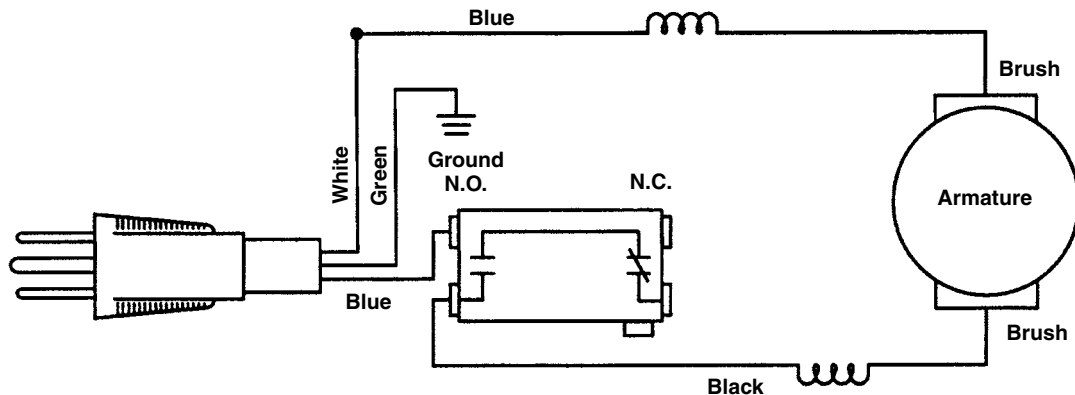 Blue
Brush
White
Green
Ground
N.O.
N.C.
Armature
Blue
Brush
Black